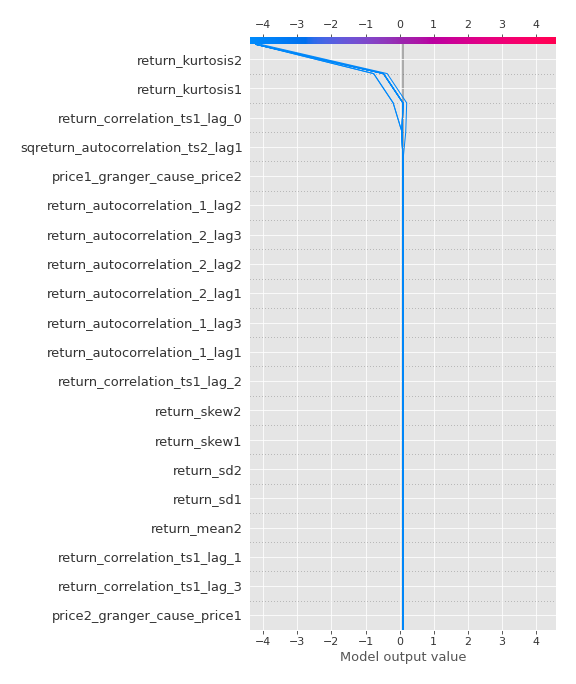 −4 −3 −2 −1 0 1 2 3 4
return_kurtosis2
return_kurtosis1
return_correlation_ts1_lag_0
sqreturn_autocorrelation_ts2_lag1
price1_granger_cause_price2
return_autocorrelation_1_lag2
return_autocorrelation_2_lag3
return_autocorrelation_2_lag2
return_autocorrelation_2_lag1
return_autocorrelation_1_lag3
return_autocorrelation_1_lag1
return_correlation_ts1_lag_2
return_skew2
return_skew1
return_sd2
return_sd1
return_mean2
return_correlation_ts1_lag_1
return_correlation_ts1_lag_3
price2_granger_cause_price1
−4 −3 −2 −1 0 1 2 3 4
Model output value